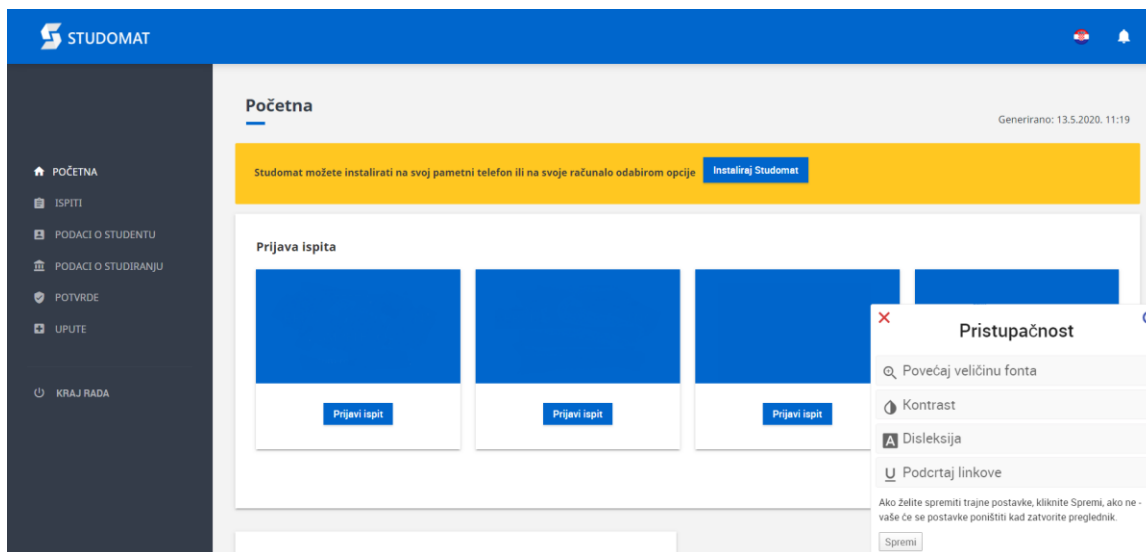 STUDOMAT
Početna
Generirano: 13.5.2020. 11:19
POČETNA
ISPITI
PODACI O STUDENTU
PODACI O STUDIRANJU
POTVRDE
UPUTE
KRAJ RADA
Studomat možete instalirati na svoj pametni telefon ili na svoje računalo odabirom opcije Instaliraj Studomat
Prijava ispita
Prijavi ispit Prijavi ispit Prijavi ispit
Pristupačnost
Povećaj veličinu fonta
Kontrast
A Disleksija
U Podcrtaj linkove
Ako želite spremiti trajne postavke, kliknite Spremi, ako ne -
vaše će se postavke poništiti kad zatvorite preglednik.
Spremi